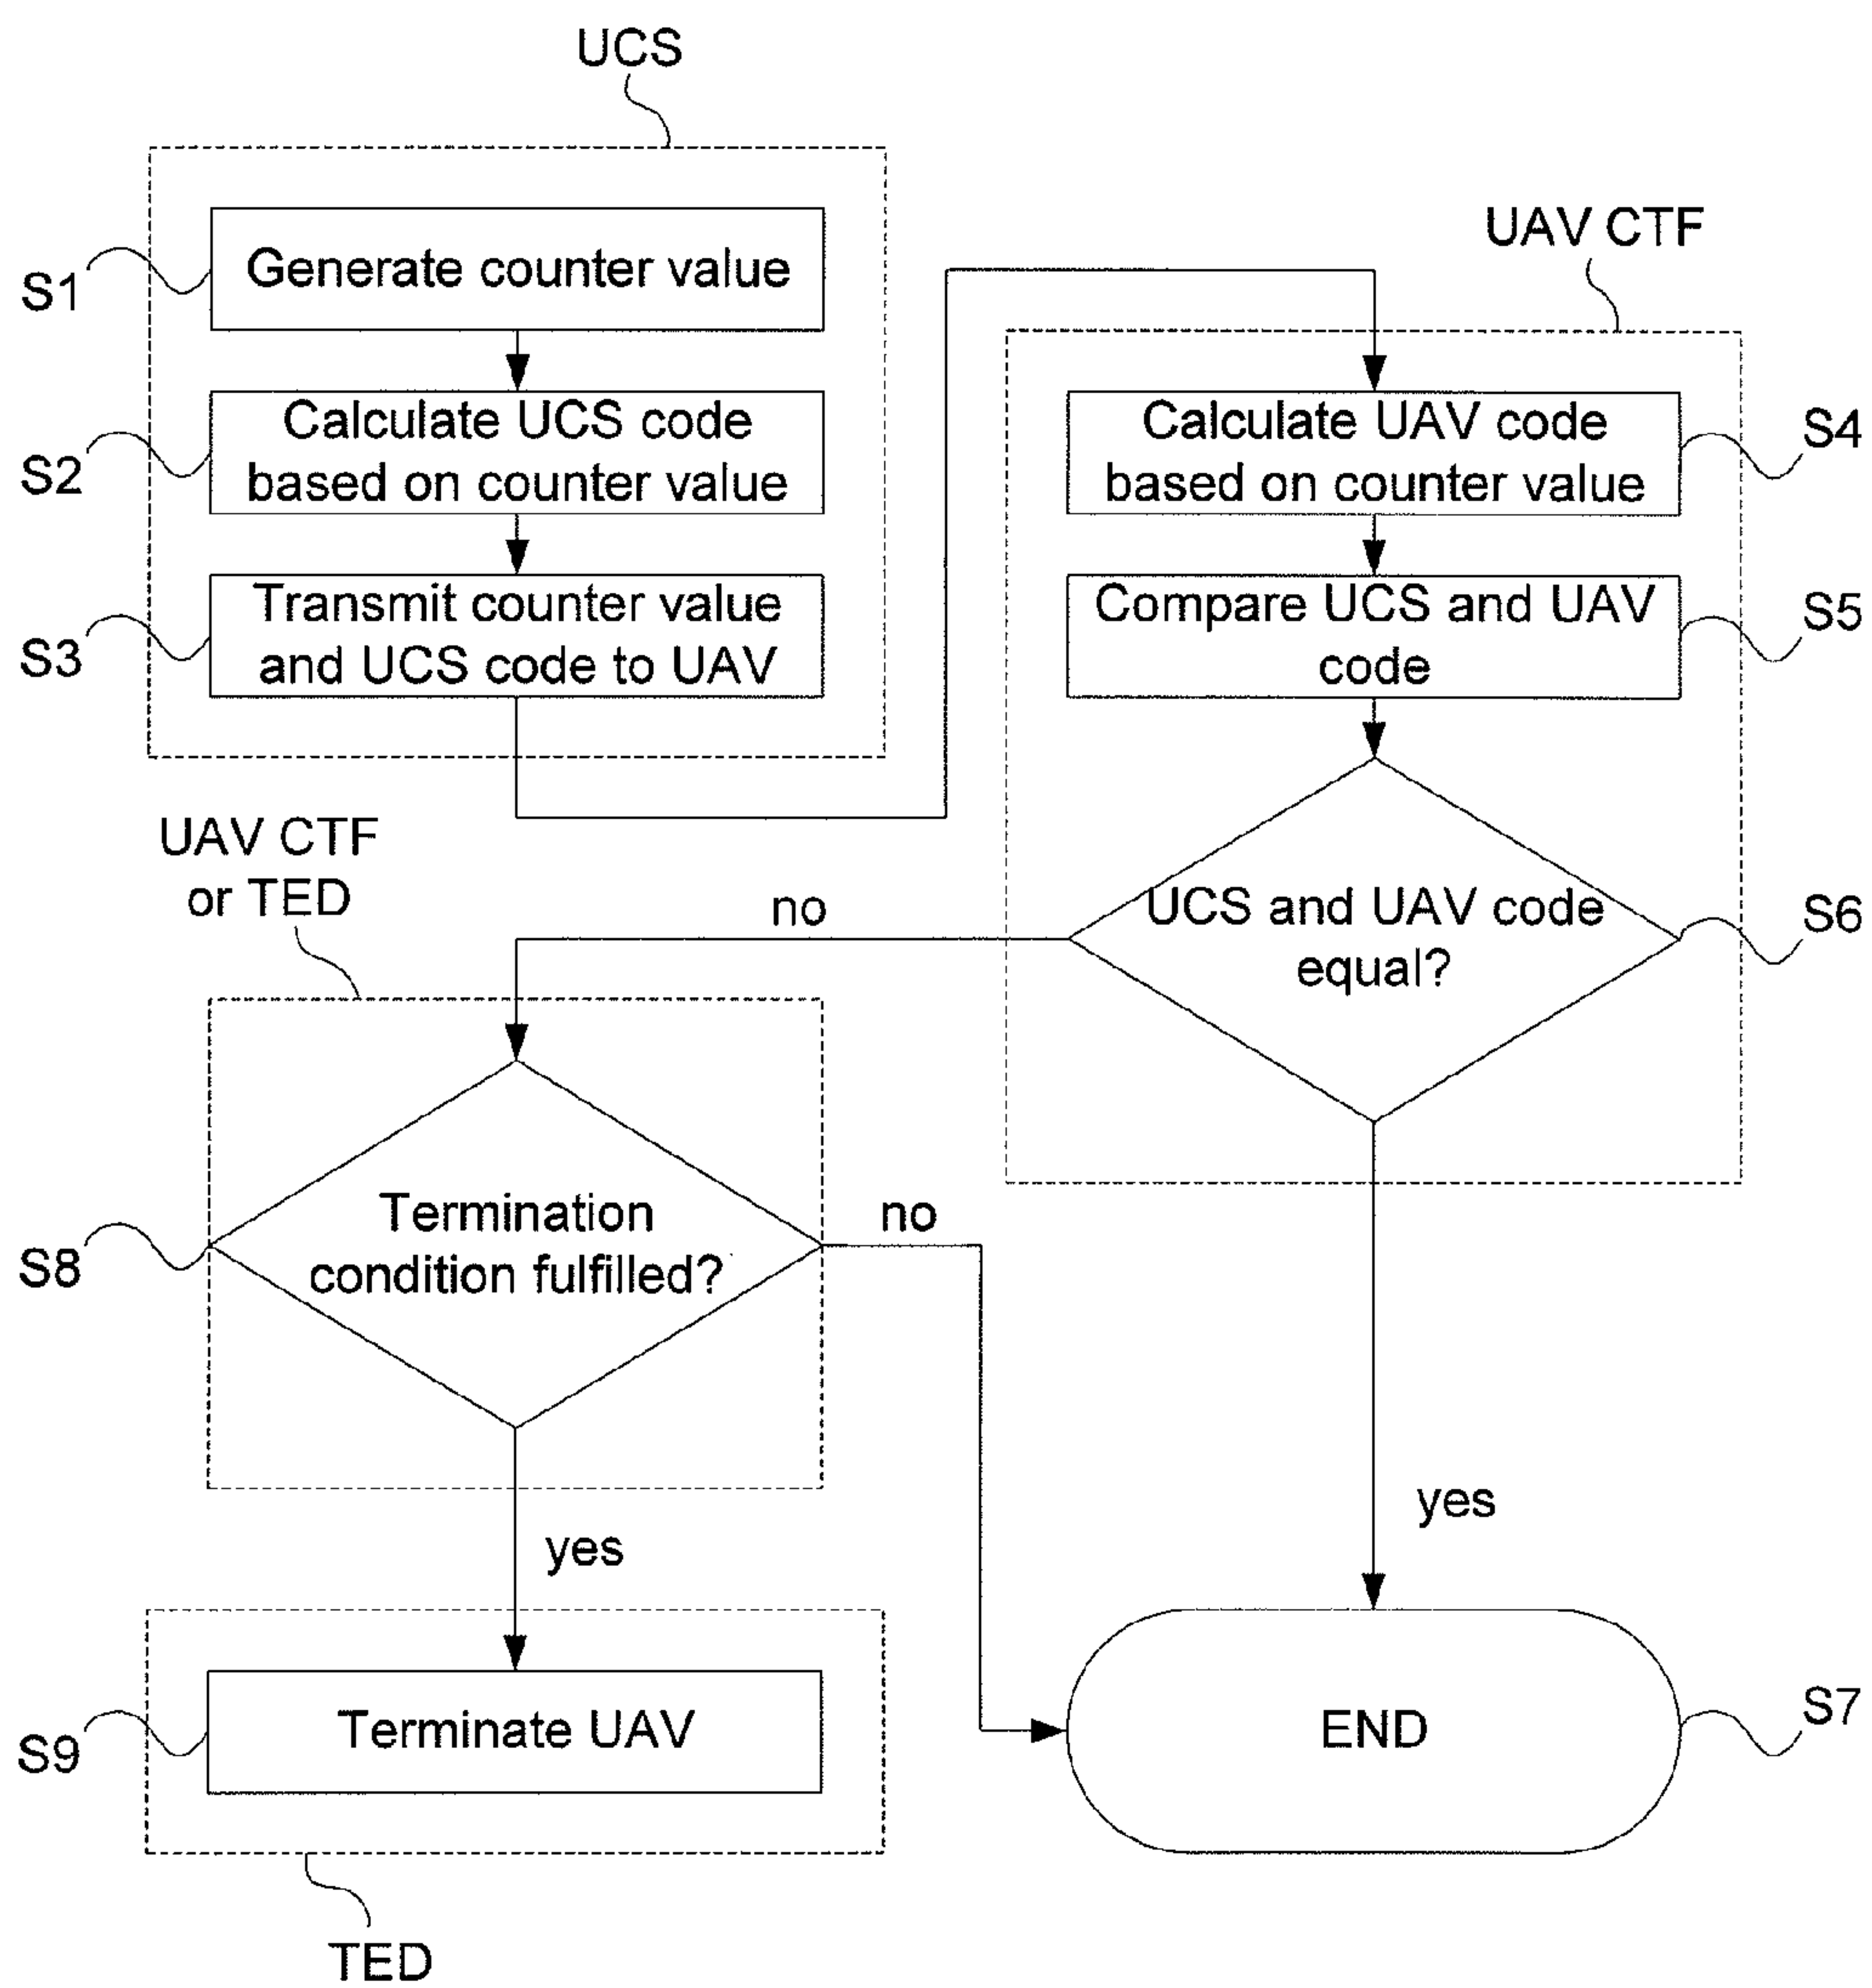 UCS
S1
Generate counter value
S2
Calculate UCS code
based on counter value
S3
Transmit counter value
and UCS code to UAV
UAV CTF
Calculate UAV code
based on counter value
S4
Compare UCS and UAV
code
S5
UCS and UAV code
equal?
S6
no
yes
UAV CTF
or TED
Termination
condition fulfilled?
S8
no
yes
S9
Terminate UAV
TED
END
S7